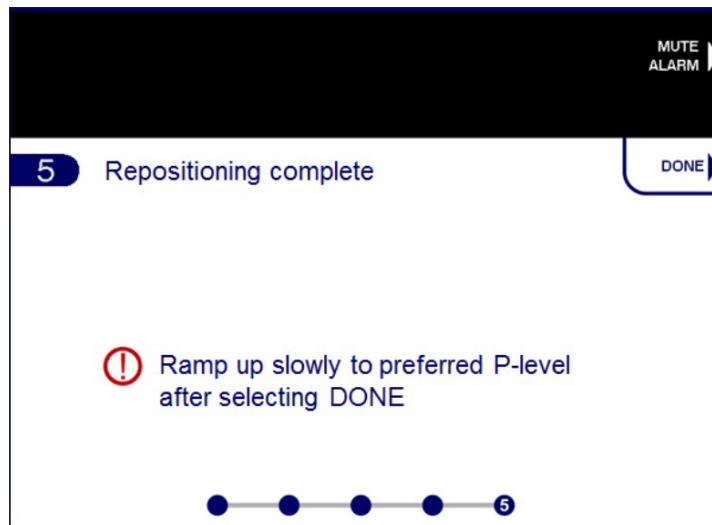 MUTE
ALARM
5 Repositioning complete
DONE
Ramp up slowly to preferred P-level
after selecting DONE
5